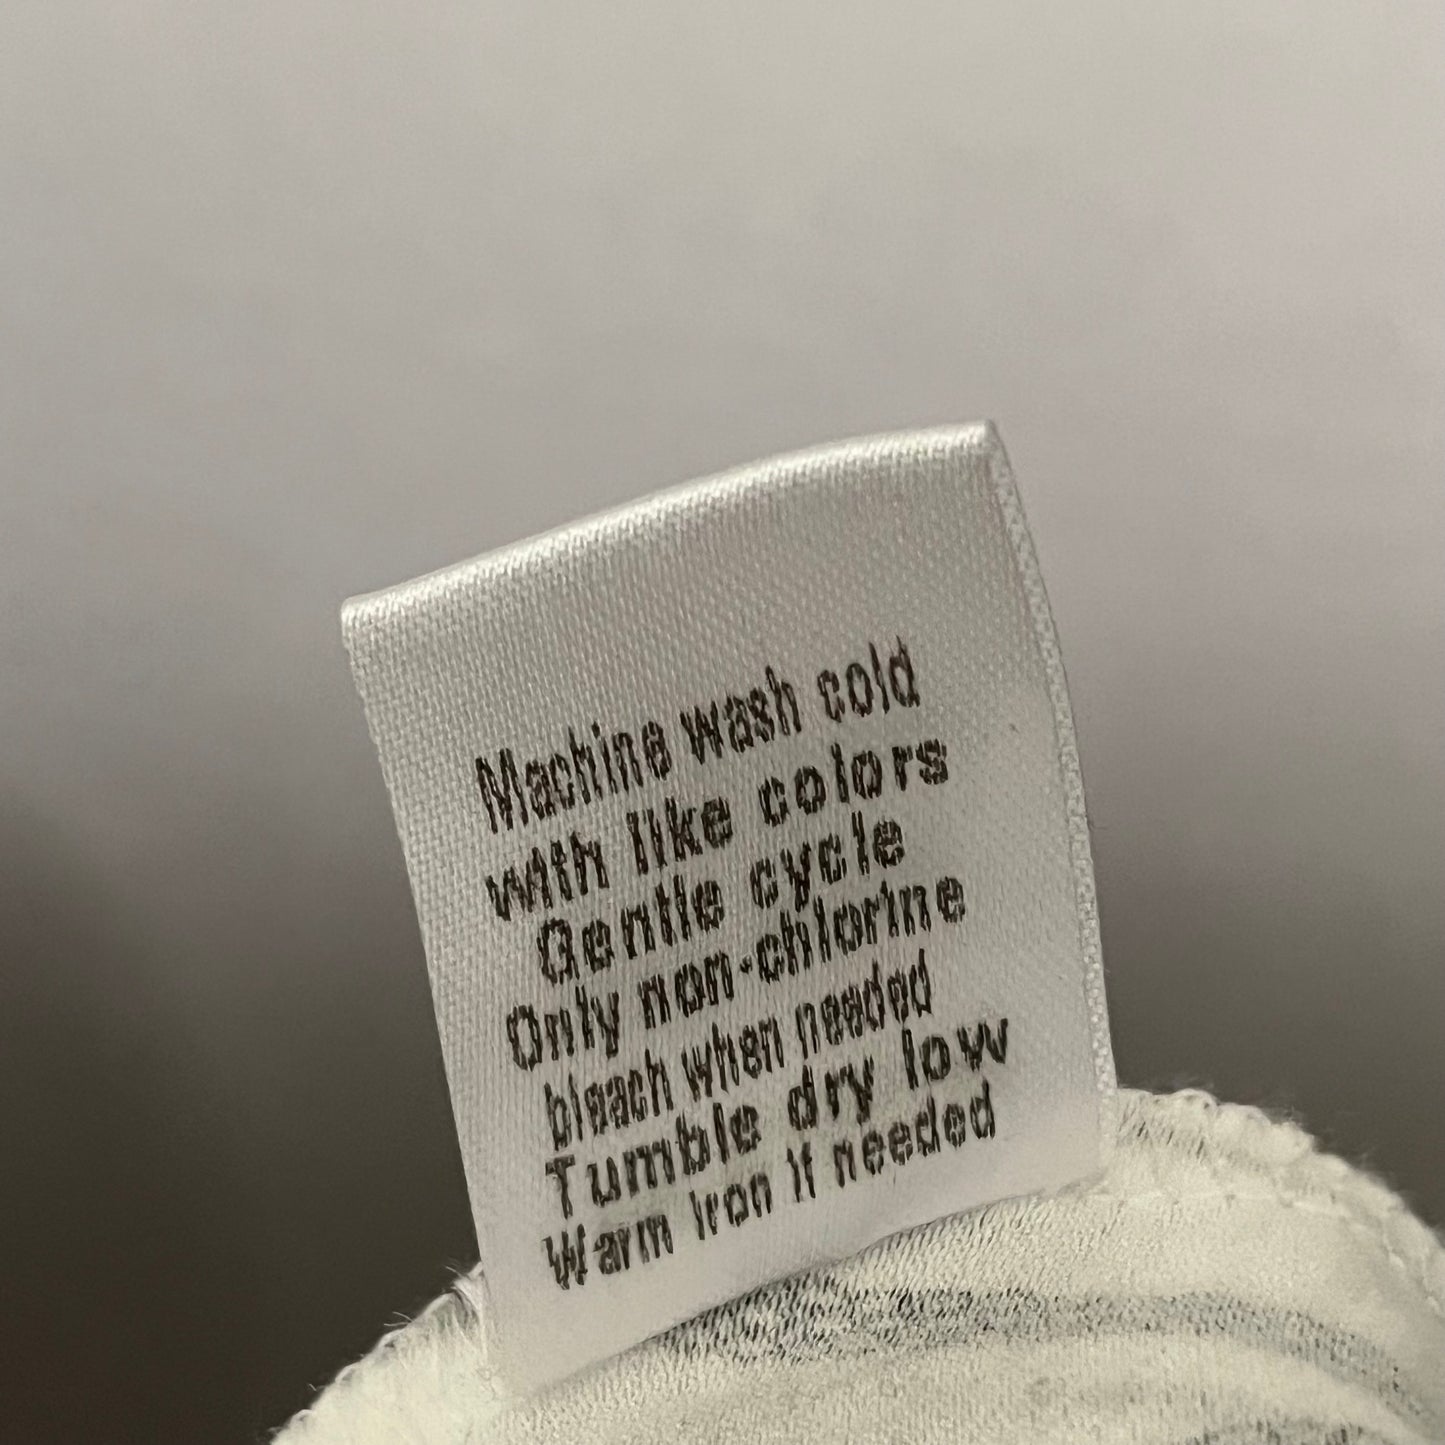 Machine wash cold
with like colors
Gentle cycle
Only non-chlorine
bleach when needed
Tumble dry low
Warm iron if needed